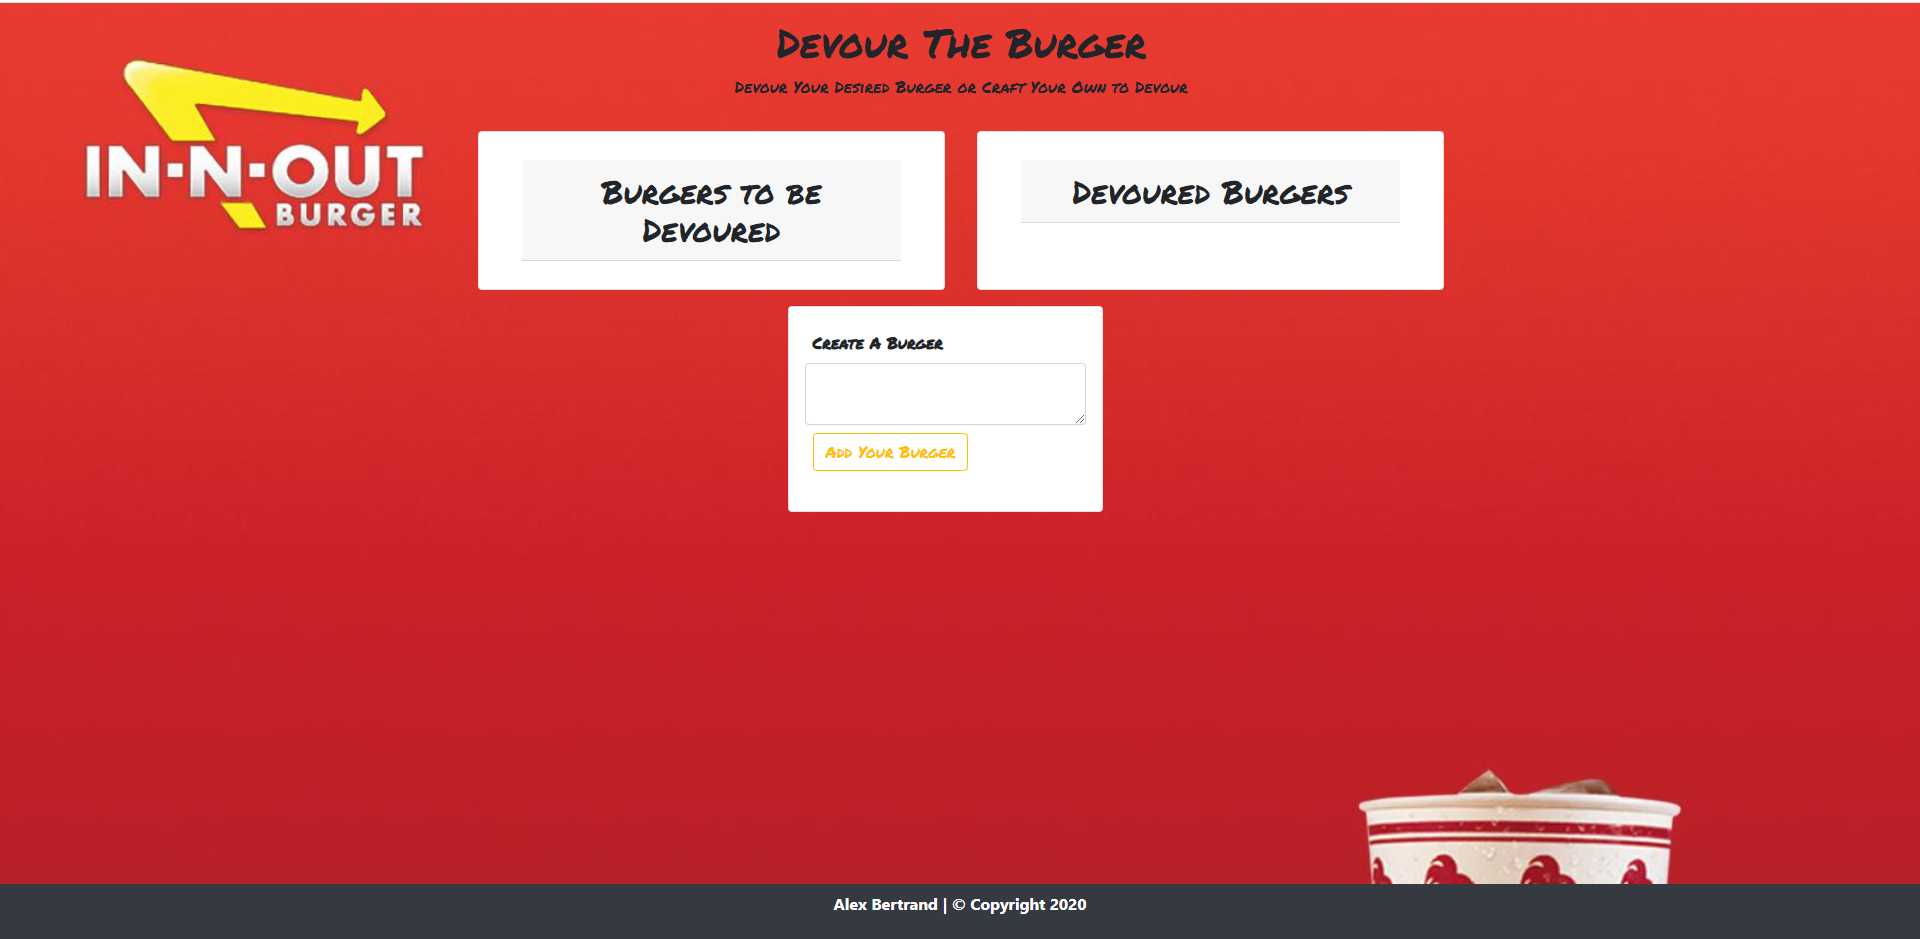 Devour The Burger
Devour Your Desired Burger or Craft Your Own to Devour
IN-N-OUT
BURGER
Burgers to be
Devoured
Devoured Burgers
Create A Burger
Add Your Burger
Alex Bertrand | © Copyright 2020